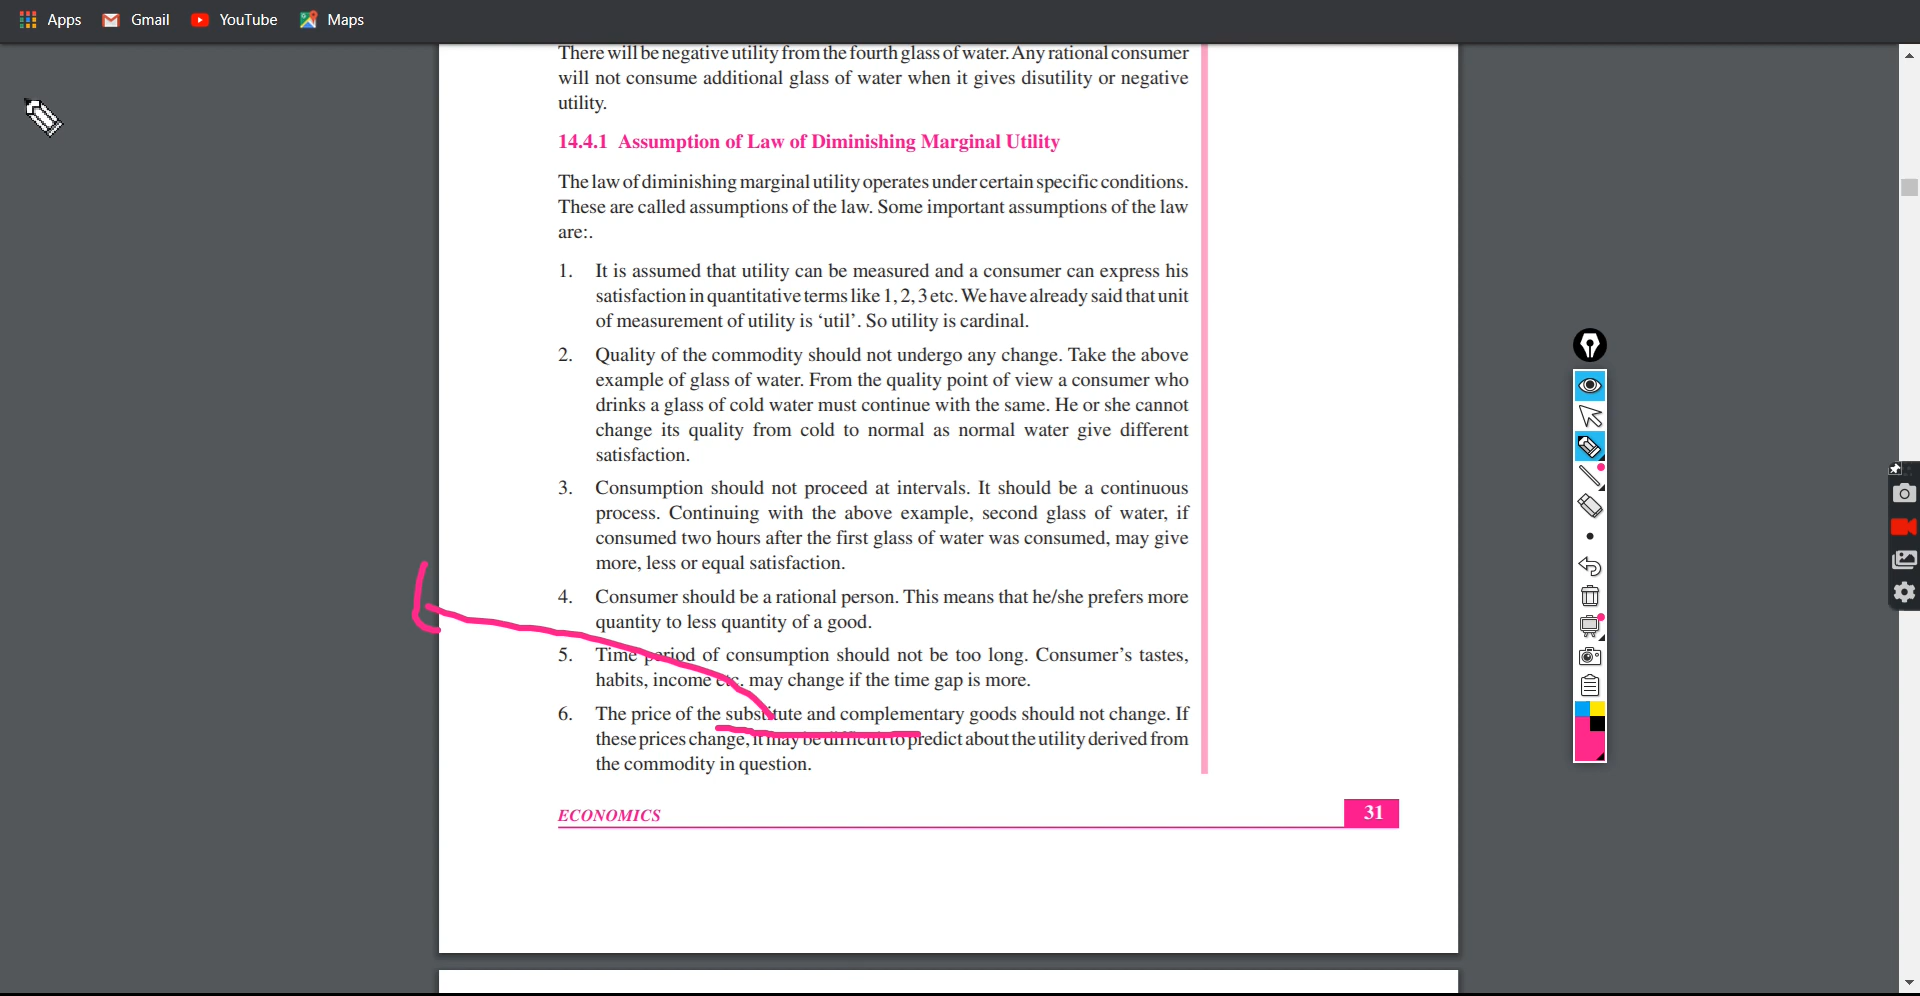 Apps Gmail YouTube Maps
There will be negative utility from the fourth glass of water. Any rational consumer
will not consume additional glass of water when it gives disutility or negative
utility.
14.4.1 Assumption of Law of Diminishing Marginal Utility
The law of diminishing marginal utility operates under certain specific conditions.
These are called assumptions of the law. Some important assumptions of the law
are:.
1. It is assumed that utility can be measured and a consumer can express his
satisfaction in quantitative terms like 1, 2, 3 etc. We have already said that unit
of measurement of utility is ‘util’. So utility is cardinal.
2. Quality of the commodity should not undergo any change. Take the above
example of glass of water. From the quality point of view a consumer who
drinks a glass of cold water must continue with the same. He or she cannot
change its quality from cold to normal as normal water give different
satisfaction.
3. Consumption should not proceed at intervals. It should be a continuous
process. Continuing with the above example, second glass of water, if
consumed two hours after the first glass of water was consumed, may give
more, less or equal satisfaction.
4. Consumer should be a rational person. This means that he/she prefers more
quantity to less quantity of a good.
5. Time period of consumption should not be too long. Consumer’s tastes,
habits, income etc. may change if the time gap is more.
6. The price of the substitute and complementary goods should not change. If
these prices change, it may be difficult to predict about the utility derived from
the commodity in question.
ECONOMICS 31